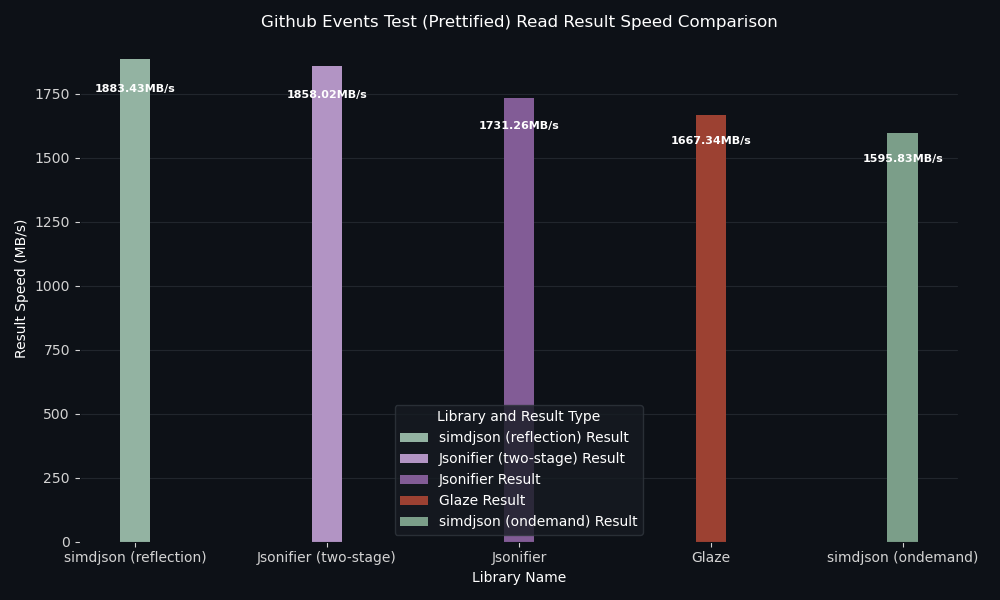 Github Events Test (Prettified) Read Result Speed Comparison
1883.43MB/s
1858.02MB/s
1731.26MB/s
1667.34MB/s
1595.83MB/s
Result Speed (MB/s)
1750
1500
1250
1000
750
500
250
0
Library and Result Type
simdjson (reflection) Result
Jsonifier (two-stage) Result
Jsonifier Result
Glaze Result
simdjson (ondemand) Result
simdjson (reflection)
Jsonifier (two-stage)
Jsonifier
Glaze
simdjson (ondemand)
Library Name